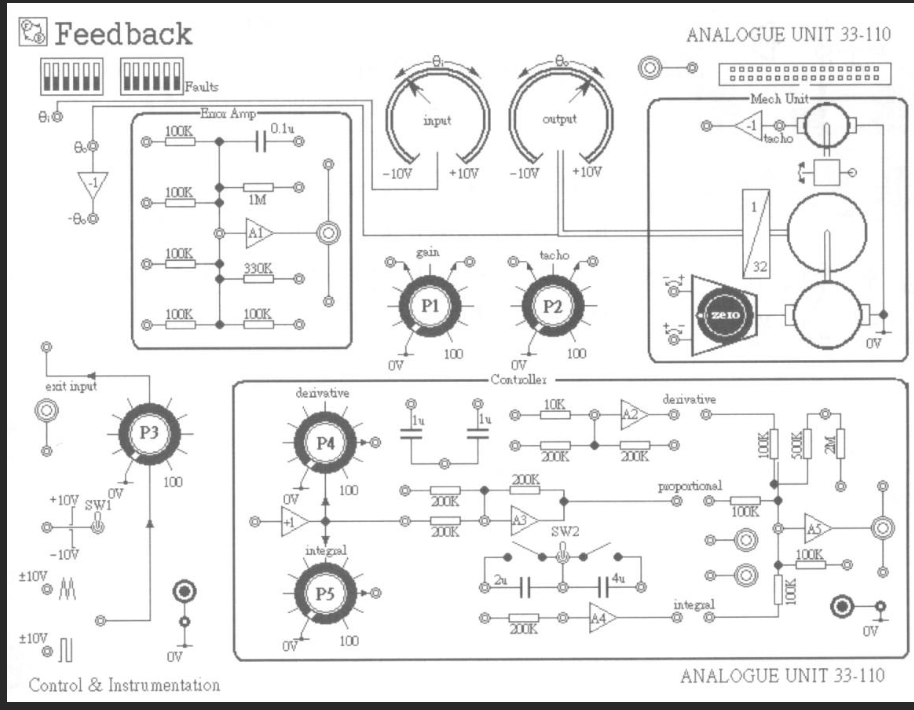 Feedback
ANALOGUE UNIT 33-110
Faults
θi
θo
θi
θo
Error Amp
Mech Unit
100K
0.1u
input
output
-1
tacho
θo
-10V
+10V
-10V
+10V
-1
100K
1M
-θo
A1
1
32
100K
330K
gain
tacho
100K
100K
P1
P2
zero
0V
100
0V
100
0V
Controller
exit input
derivative
derivative
1u
1u
10K
A2
P3
P4
200K
200K
100K
500K
2M
0V
100
0V
100
200K
200K
proportional
+10V
SW1
+1
200K
A3
100K
A5
-10V
integral
SW2
±10V
P5
2u
4u
100K
100K
integral
200K
A4
±10V
0V
0V
100
0V
Control & Instrumentation
ANALOGUE UNIT 33-110